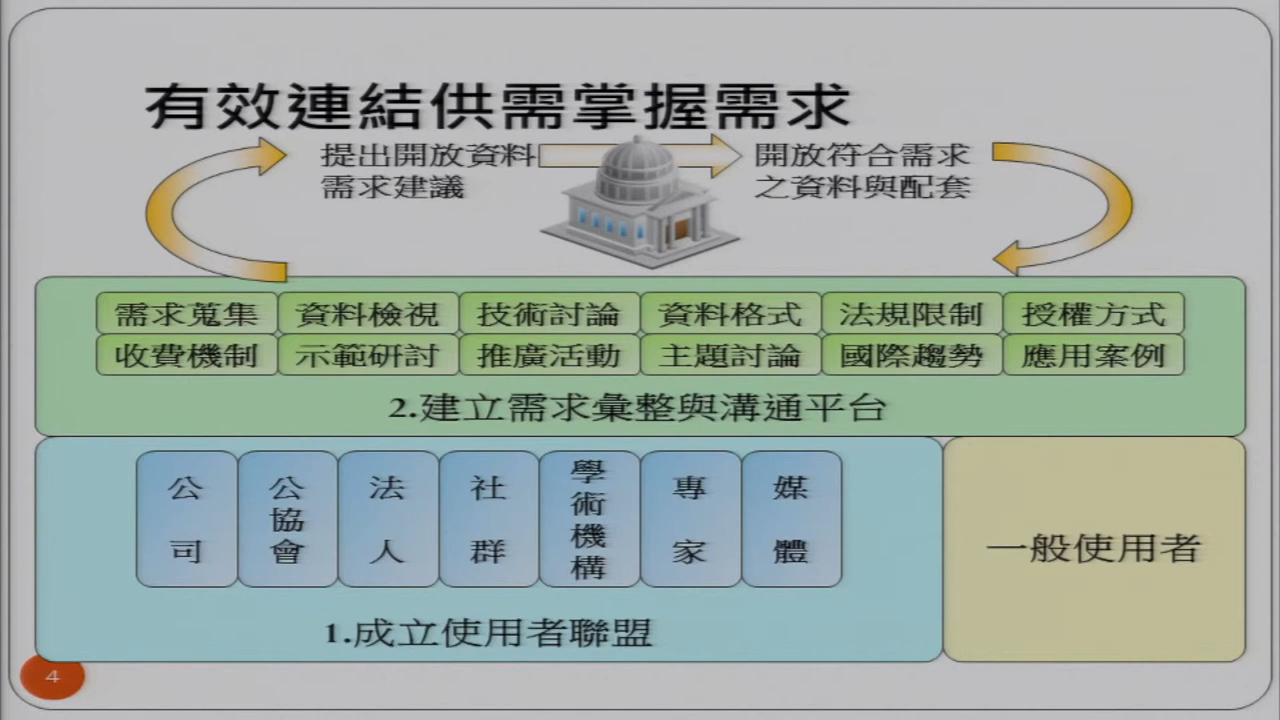 有效連結供需掌握需求
提出開放資料
需求建議
開放符合需求
之資料與配套
需求蒐集 資料檢視 技術討論 資料格式 法規限制 授權方式
收費機制 示範研討 推廣活動 主題討論 國際趨勢 應用案例
2.建立需求彙整與溝通平台
公司
公協會
法人
社群
學術機構
專家
媒體
一般使用者
1.成立使用者聯盟
4